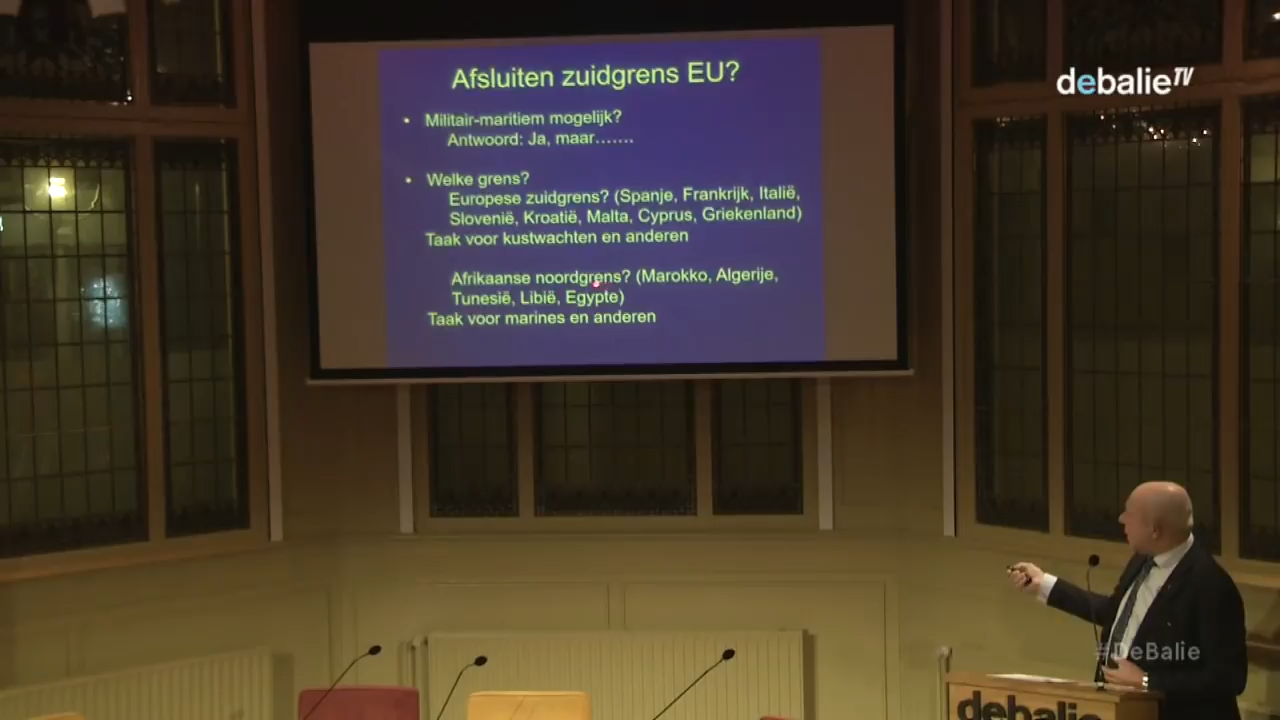 Afsluiten zuidgrens EU?
• Militair-maritiem mogelijk?
Antwoord: Ja, maar.......
• Welke grens?
Europese zuidgrens? (Spanje, Frankrijk, Italië,
Slovenië, Kroatië, Malta, Cyprus, Griekenland)
Taak voor kustwachten en anderen
Afrikaanse noordgrens? (Marokko, Algerije,
Tunesië, Libië, Egypte)
Taak voor marines en anderen
debalieTV
#DeBalie
debalie